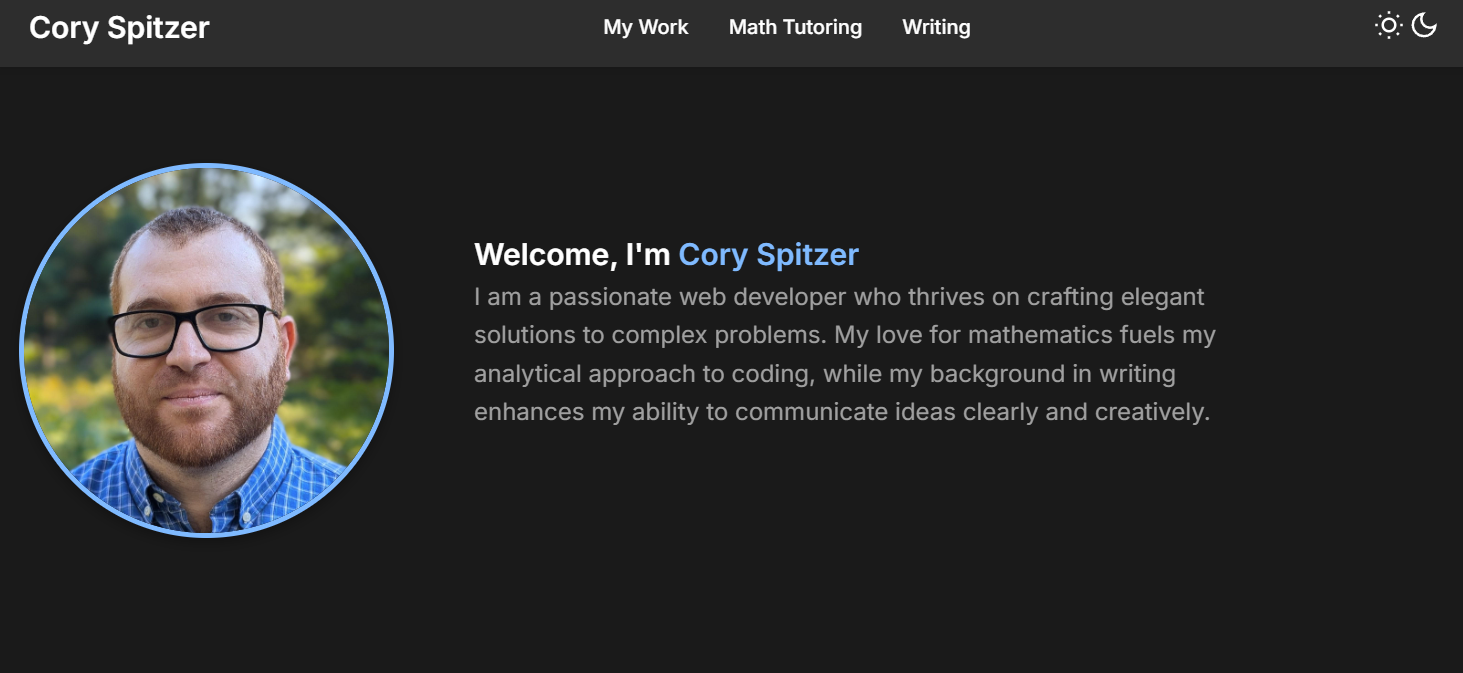 Cory Spitzer
My Work
Math Tutoring
Writing
Welcome, I'm Cory Spitzer
I am a passionate web developer who thrives on crafting elegant
solutions to complex problems. My love for mathematics fuels my
analytical approach to coding, while my background in writing
enhances my ability to communicate ideas clearly and creatively.